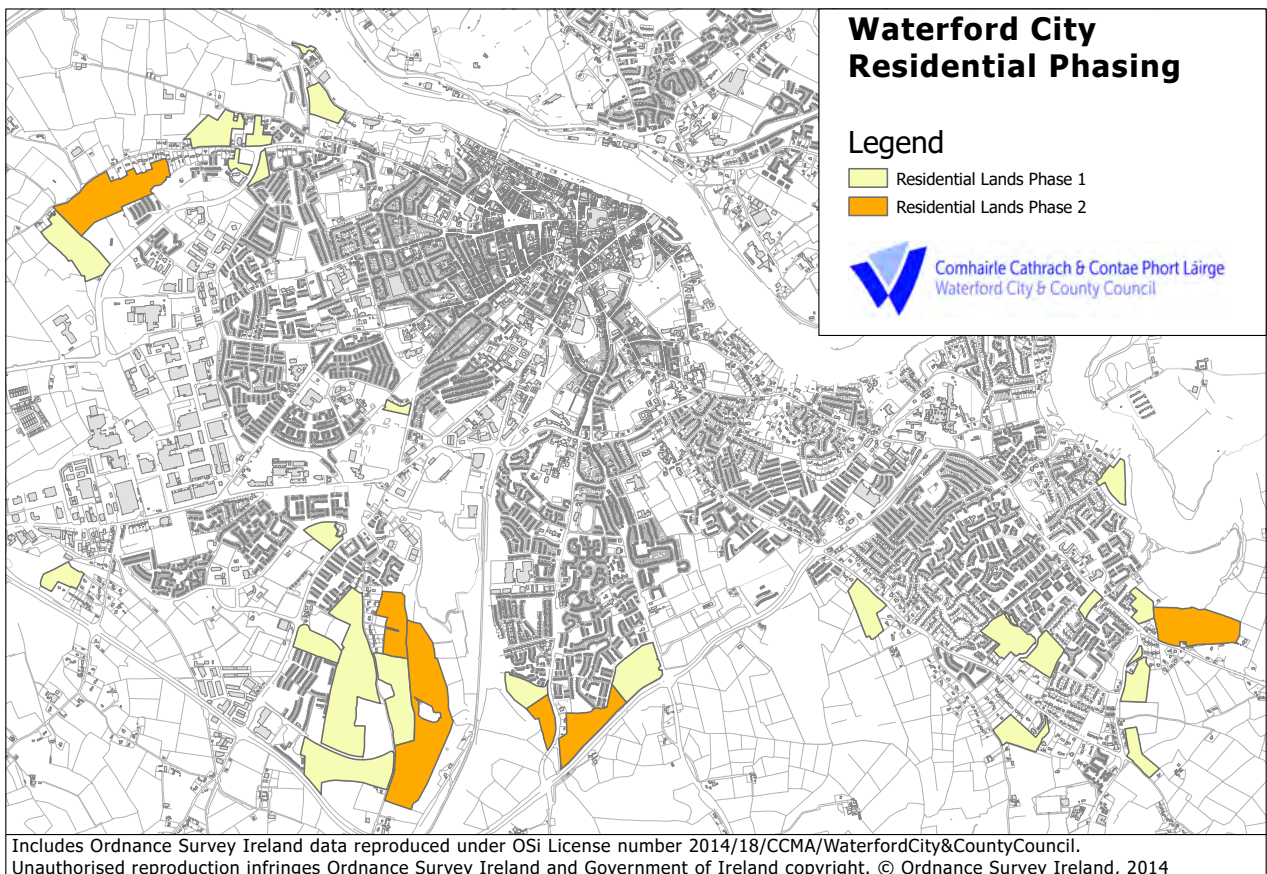 Waterford City
Residential Phasing
Legend
Residential Lands Phase 1
Residential Lands Phase 2
Comhairle Cathrach & Contae Phort Láirge
Waterford City & County Council
Includes Ordnance Survey Ireland data reproduced under OSi License number 2014/18/CCMA/WaterfordCity&CountyCouncil.
Unauthorised reproduction infringes Ordnance Survey Ireland and Government of Ireland copyright. © Ordnance Survey Ireland, 2014